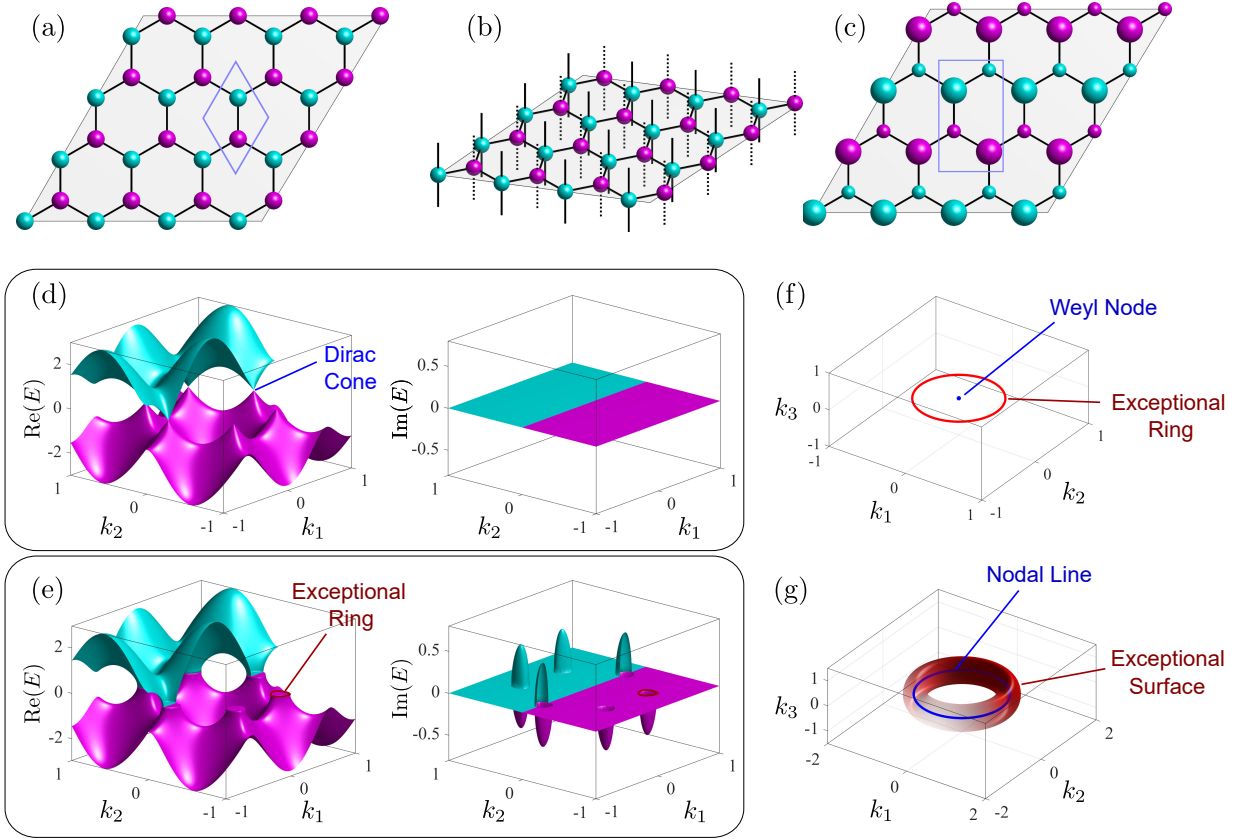 (a)
(b)
(c)
(d)
Re(E)
2
0
-2
1
0
-1
k2
-1
0
1
k1
Dirac
Cone
Im(E)
0.5
0
-0.5
1
0
-1
k2
-1
0
1
k1
(f)
Weyl Node
Exceptional
Ring
k3
1
0
-1
-1
0
1
k1
-1
0
1
k2
(e)
Exceptional
Ring
Re(E)
2
0
-2
1
0
-1
k2
-1
0
1
k1
Im(E)
0.5
0
-0.5
1
0
-1
k2
-1
0
1
k1
(g)
Nodal Line
Exceptional
Surface
k3
1
0
-1
-2
0
2
k1
-2
0
2
k2